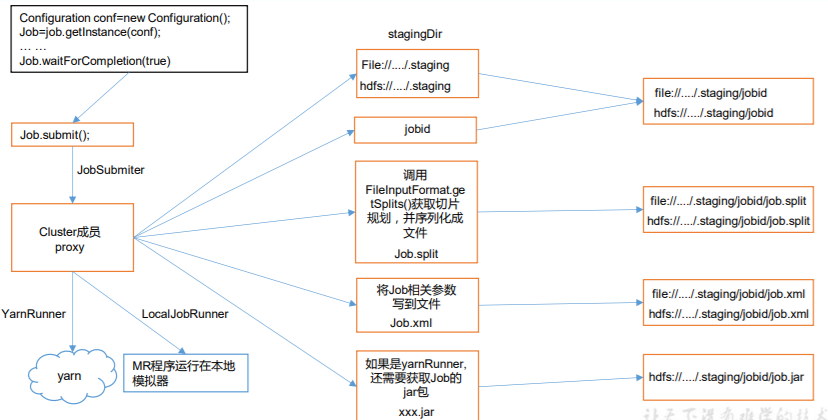 Configuration conf=new Configuration();
Job=job.getInstance(conf);
... ...
Job.waitForCompletion(true)
Job.submit();
JobSubmiter
Cluster成员
proxy
YarnRunner
LocalJobRunner
yarn
MR程序运行在本地
模拟器
stagingDir
File://..../.staging
hdfs://..../.staging
jobid
调用
FileInputFormat.ge
tSplits()获取切片
规划，并序列化成
文件
Job.split
将Job相关参数
写到文件
Job.xml
如果是yarnRunner,
还需要获取Job的
jar包
xxx.jar
file://..../.staging/jobid
hdfs://..../.staging/jobid
file://..../.staging/jobid/job.split
hdfs://..../.staging/jobid/job.split
file://..../.staging/jobid/job.xml
hdfs://..../.staging/jobid/job.xml
hdfs://..../.staging/jobid/job.jar